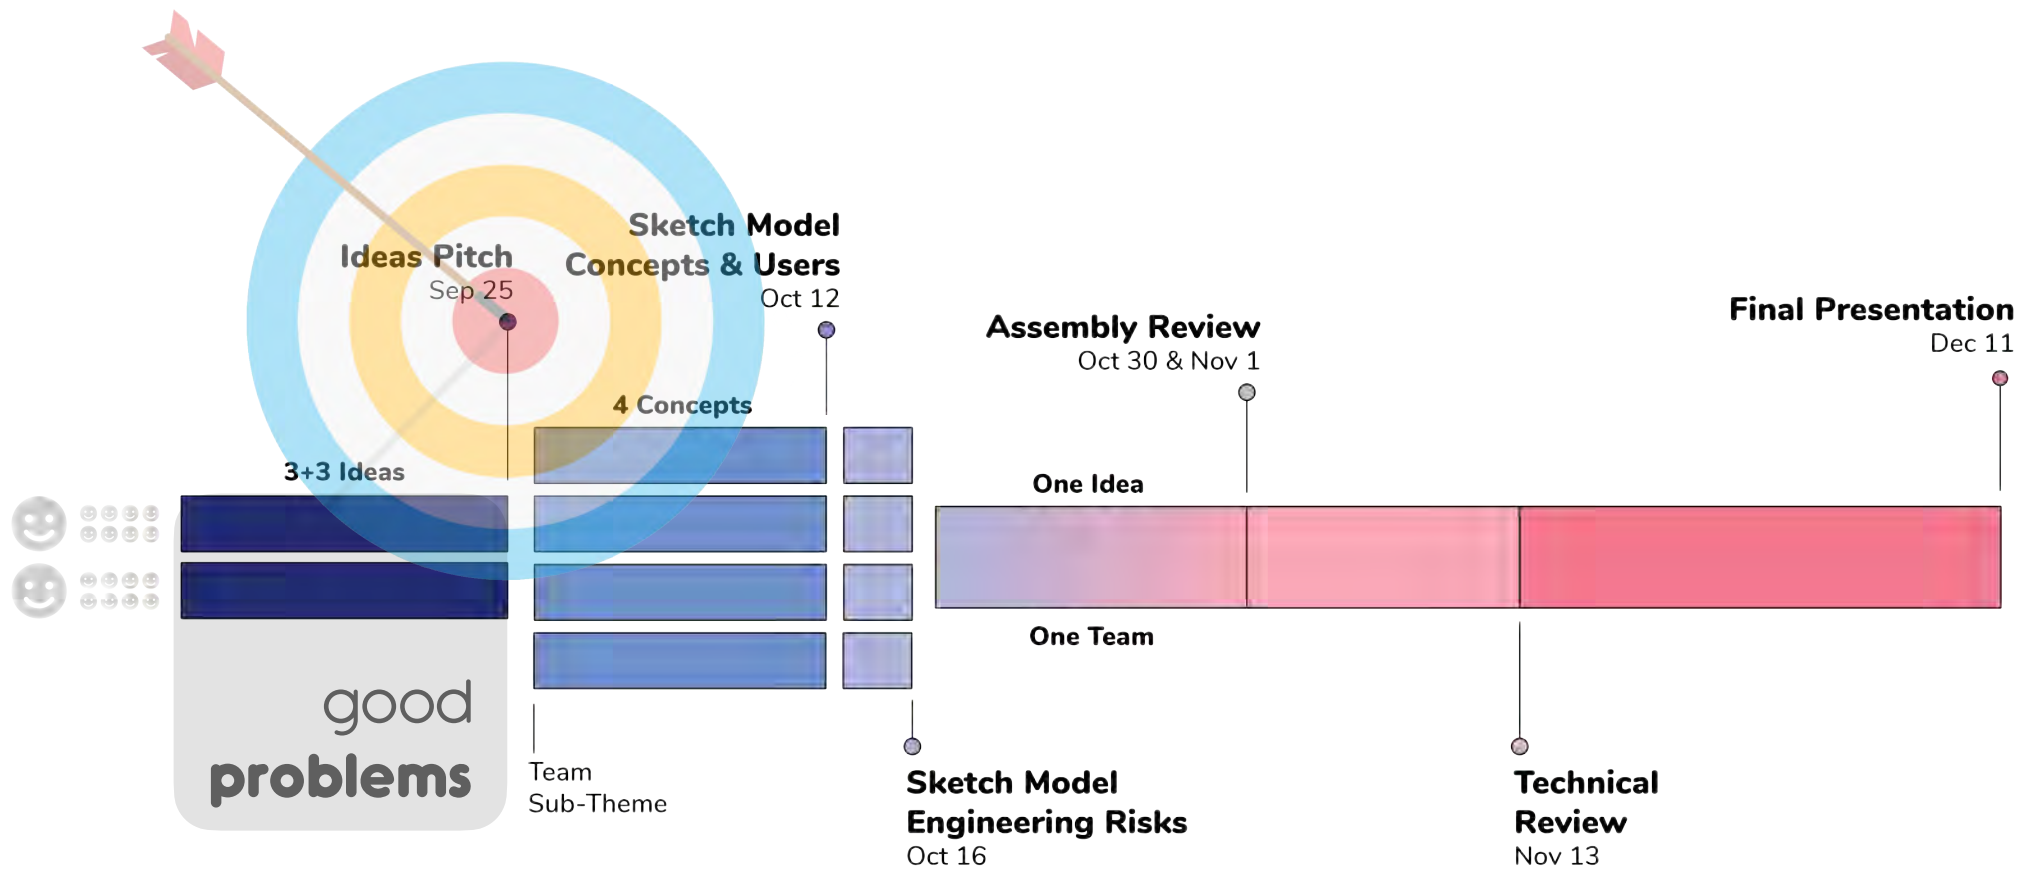 Ideas Pitch
Sep 25
Sketch Model
Concepts & Users
Oct 12
Assembly Review
Oct 30 & Nov 1
Final Presentation
Dec 11
3+3 Ideas
4 Concepts
One Idea
One Team
good
problems
Team
Sub-Theme
Sketch Model
Engineering Risks
Oct 16
Technical
Review
Nov 13